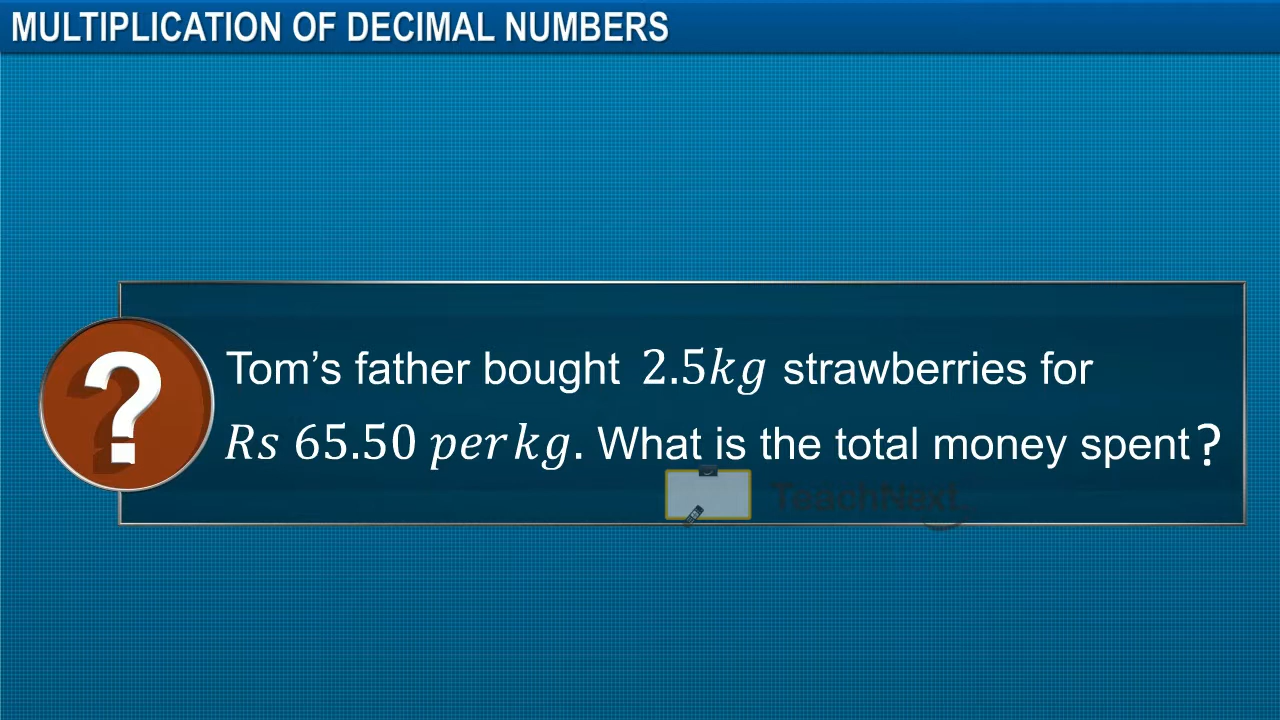 MULTIPLICATION OF DECIMAL NUMBERS
?
Tom’s father bought 2.5kg strawberries for
Rs 65.50 per kg. What is the total money spent?
TeachNext